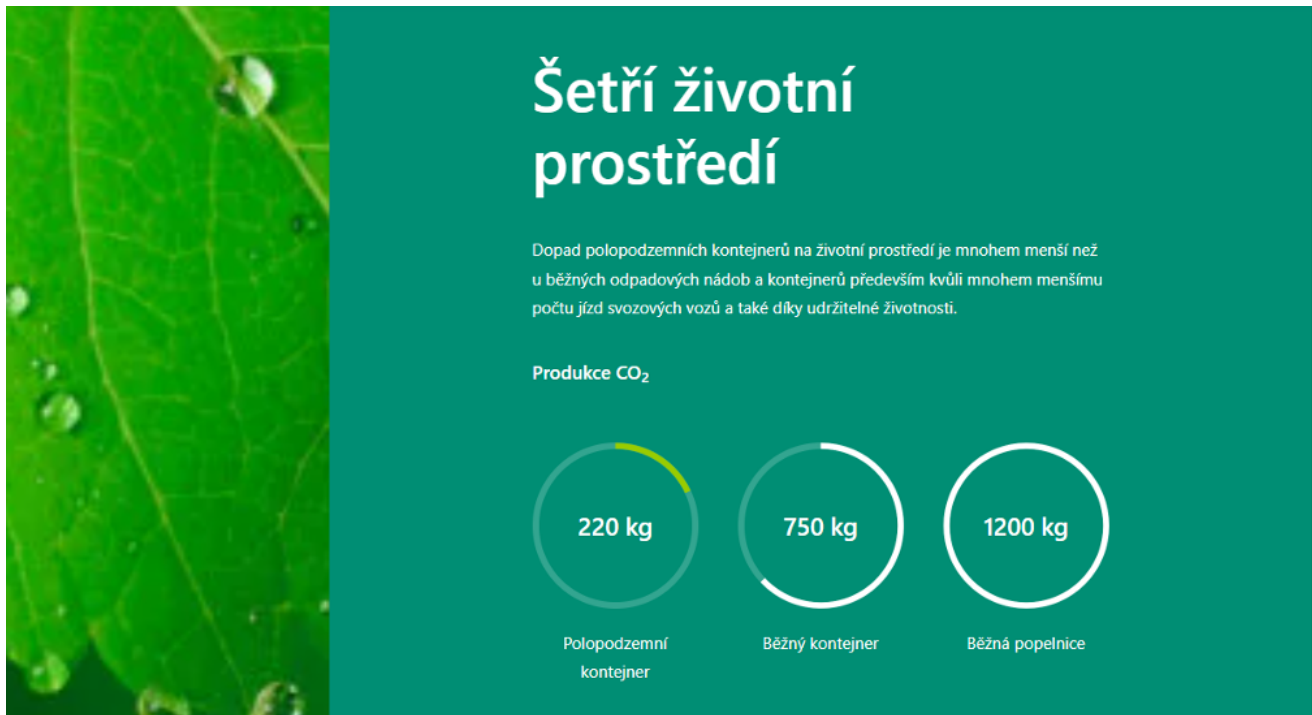 Šetří životní
prostředí
Dopad polopodzemních kontejnerů na životní prostředí je mnohem menší než
u běžných odpadových nádob a kontejnerů především kvůli mnohem menšímu
počtu jízd svozových vozů a také díky udržitelné životnosti.
Produkce CO₂
220 kg
750 kg
1200 kg
Polopodzemní
kontejner
Běžný kontejner
Běžná popelnice